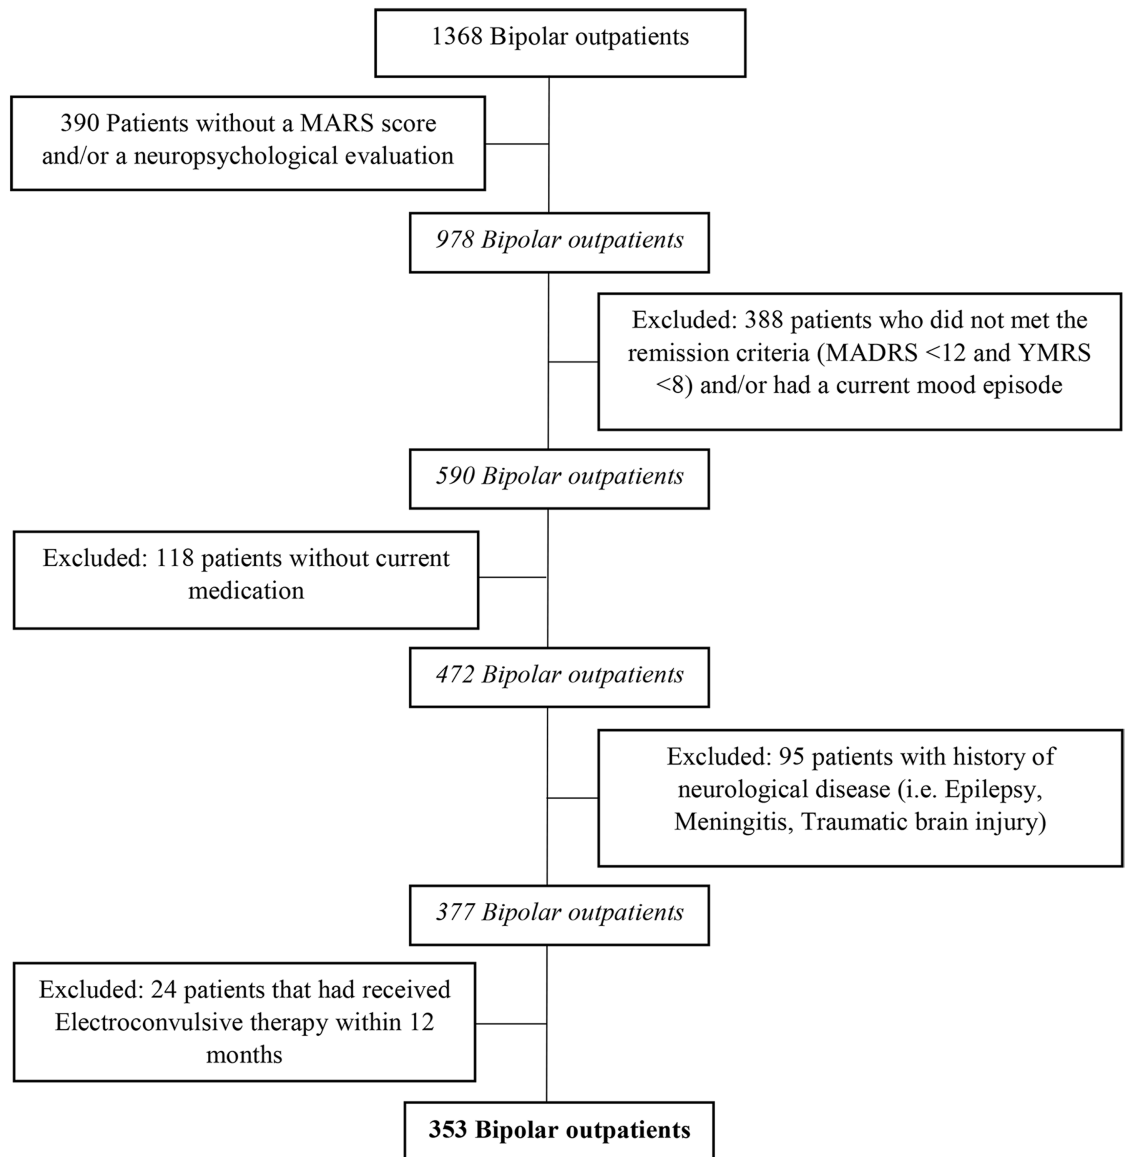 1368 Bipolar outpatients
390 Patients without a MARS score
and/or a neuropsychological evaluation
978 Bipolar outpatients
Excluded: 388 patients who did not met the
remission criteria (MADRS <12 and YMRS
<8) and/or had a current mood episode
590 Bipolar outpatients
Excluded: 118 patients without current
medication
472 Bipolar outpatients
Excluded: 95 patients with history of
neurological disease (i.e. Epilepsy,
Meningitis, Traumatic brain injury)
377 Bipolar outpatients
Excluded: 24 patients that had received
Electroconvulsive therapy within 12
months
353 Bipolar outpatients